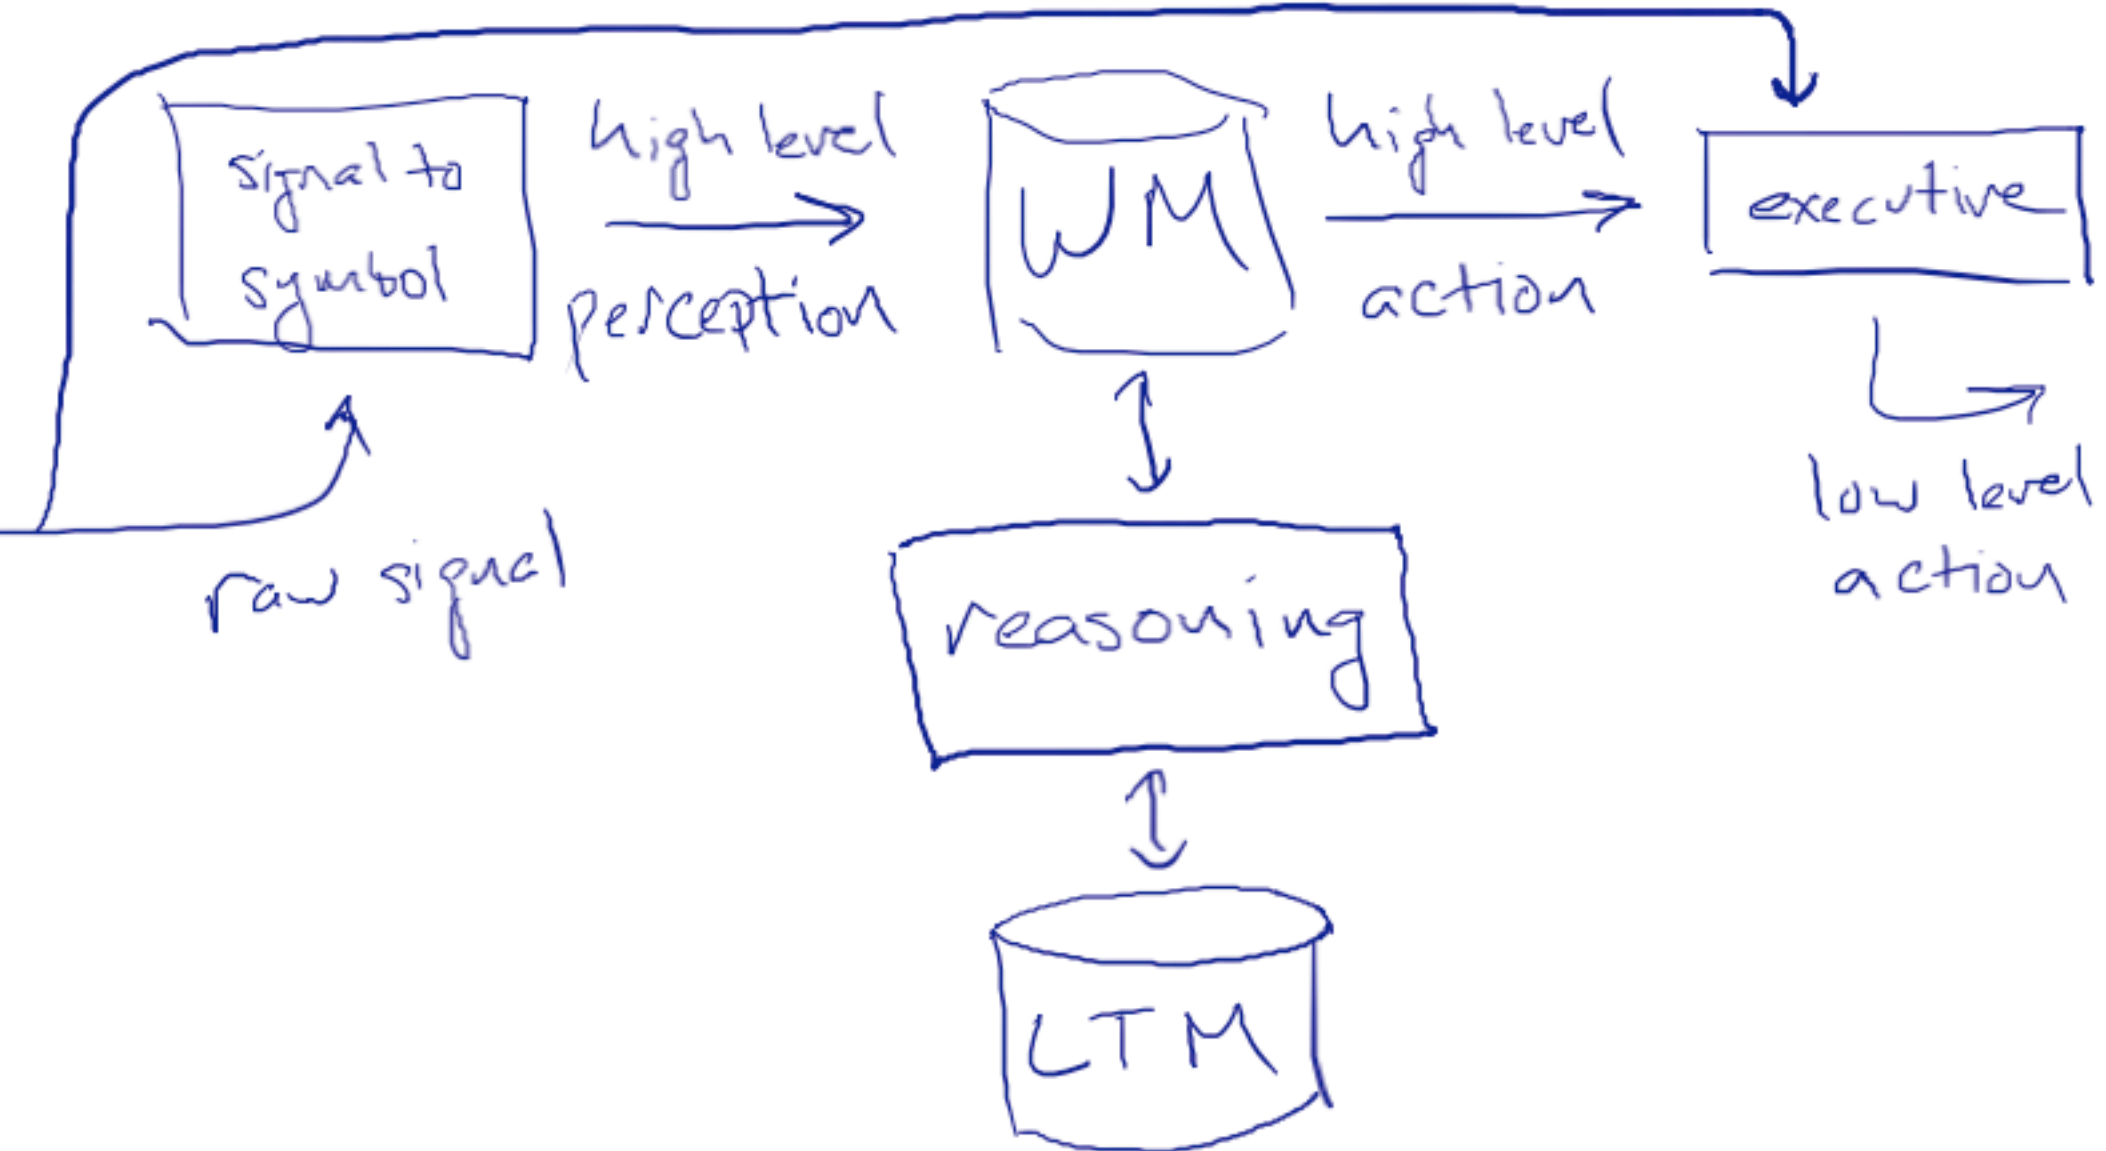 signal to
symbol
high level
perception
WM
high level
action
executive
raw signal
low level
action
reasoning
LTM